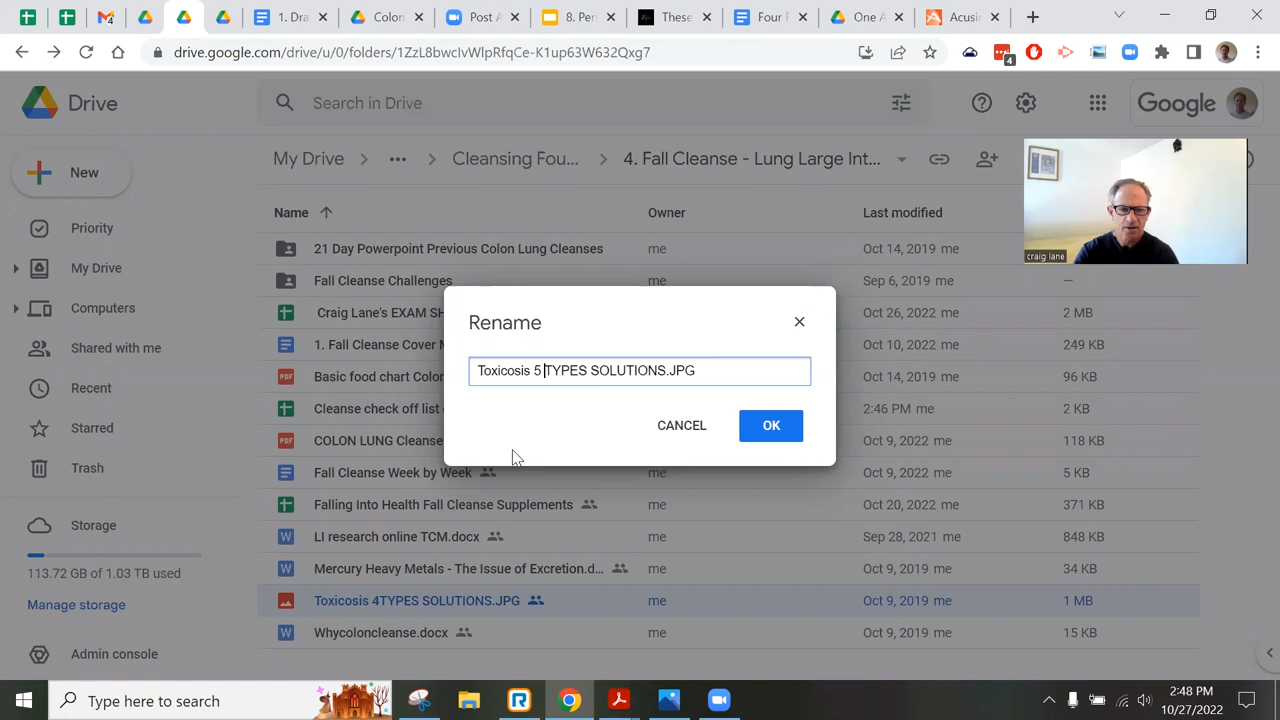 1. Dra
Colon
Post A
8. Per
These
Four F
One A
Acusin
drive.google.com/drive/u/0/folders/1ZzL8bwcIvWlpRfqCe-K1up63W632Qxg7
4
Drive
Search in Drive
Google
New
My Drive
Cleansing Fou...
4. Fall Cleanse - Lung Large Int...
Priority
My Drive
Computers
Shared with me
Recent
Starred
Trash
Storage
113.72 GB of 1.03 TB used
Manage storage
Admin console
Name
Owner
Last modified
craig lane
21 Day Powerpoint Previous Colon Lung Cleanses
me
Oct 14, 2019 me
Fall Cleanse Challenges
me
Sep 6, 2019 me
—
Craig Lane's EXAM SH
Oct 26, 2022 me
2 MB
1. Fall Cleanse Cover
Oct 10, 2022 me
249 KB
Basic food chart Colon
Oct 14, 2019 me
96 KB
Cleanse check off list
2:46 PM me
2 KB
COLON LUNG Cleanse
Oct 9, 2022 me
118 KB
Fall Cleanse Week by Week
me
Oct 9, 2022 me
5 KB
Falling Into Health Fall Cleanse Supplements
me
Oct 20, 2022 me
371 KB
LI research online TCM.docx
me
Sep 28, 2021 me
848 KB
Mercury Heavy Metals - The Issue of Excretion.d...
me
Oct 9, 2019 me
34 KB
Toxicosis 4TYPES SOLUTIONS.JPG
me
Oct 9, 2019 me
1 MB
Whycoloncleanse.docx
me
Oct 9, 2019 me
15 KB
Rename
Toxicosis 5 TYPES SOLUTIONS.JPG
CANCEL
OK
Type here to search
2:48 PM
10/27/2022